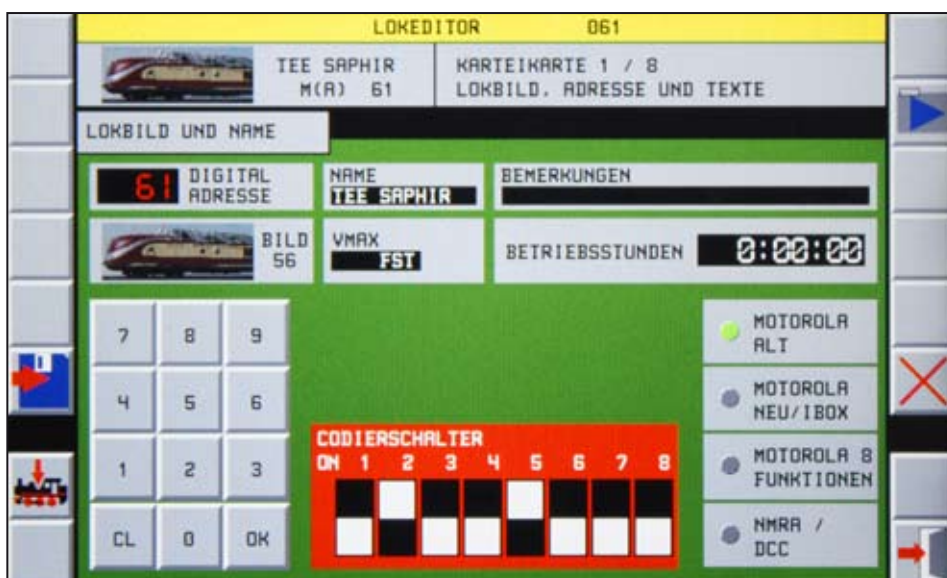 LOKEDITOR 061
TEE SAPHIR
M(A) 61
KARTEIKARTE 1 / 8
LOKBILD, ADRESSE UND TEXTE
LOKBILD UND NAME
61
DIGITAL
ADRESSE
NAME
TEE SAPHIR
BEMERKUNGEN
BILD
56
VMAX
FST
BETRIEBSSTUNDEN 0:00:00
7 8 9
4 5 6
1 2 3
CL 0 OK
CODIERSCHALTER
ON 1 2 3 4 5 6 7 8
MOTOROLA
ALT
MOTOROLA
NEU/IBOX
MOTOROLA 8
FUNKTIONEN
NMRA /
DCC